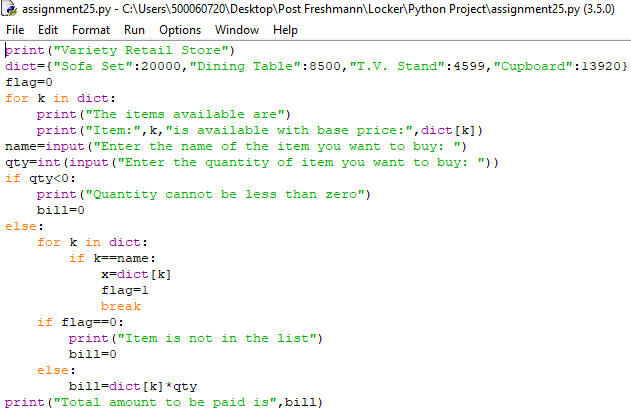 assignment25.py - C:\Users\500060720\Desktop\Post Freshmann\Locker\Python Project\assignment25.py (3.5.0)
File Edit Format Run Options Window Help
print("Variety Retail Store")
dict={"Sofa Set":20000,"Dining Table":8500,"T.V. Stand":4599,"Cupboard":13920}
flag=0
for k in dict:
    print("The items available are")
    print("Item:",k,"is available with base price:",dict[k])
name=input("Enter the name of the item you want to buy: ")
qty=int(input("Enter the quantity of item you want to buy: "))
if qty<0:
    print("Quantity cannot be less than zero")
    bill=0
else:
    for k in dict:
        if k==name:
            x=dict[k]
            flag=1
            break
    if flag==0:
        print("Item is not in the list")
        bill=0
    else:
        bill=dict[k]*qty
print("Total amount to be paid is",bill)